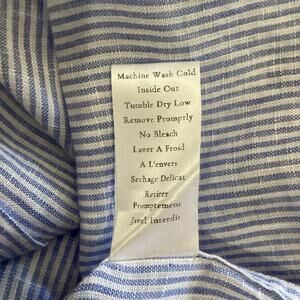 Machine Wash Cold
Inside Out
Tumble Dry Low
Remove Promptly
No Bleach
Laver A Froid
A L'envers
Sechage Delicat
Retirer
Promptement
Javel Interdit